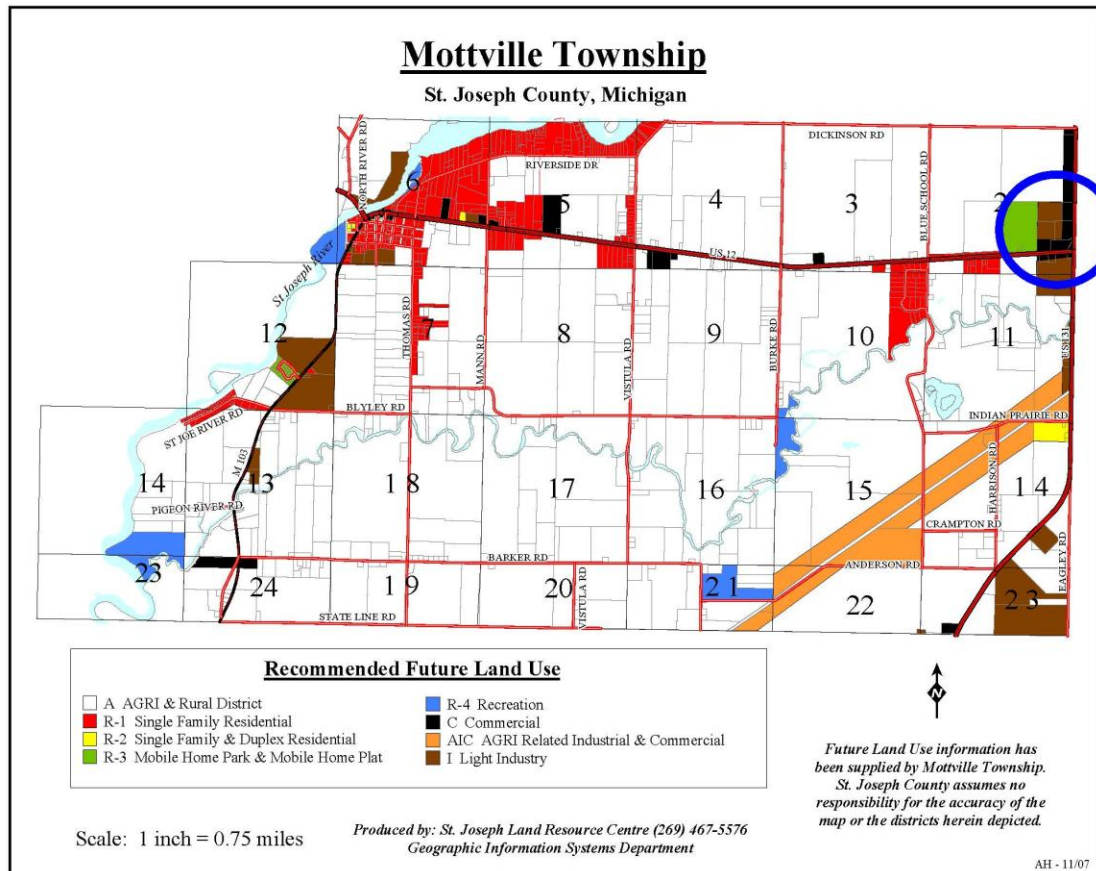 Mottville Township
St. Joseph County, Michigan
DICKINSON RD
NORTH RIVER RD
RIVERSIDE DR
BLUE SCHOOL RD
6
5
4
3
2
US 12
St Joseph River
12
THOMAS RD
7
MANN RD
8
VISTULA RD
9
BURKE RD
10
11
USH 31
ST JOE RIVER RD
BLYLEY RD
INDIAN PRAIRIE RD
M 103
14
13
18
17
16
15
HARRISON RD
14
PIGEON RIVER RD
CRAMPTON RD
BARKER RD
ANDERSON RD
EAGLEY RD
23
24
19
20
21
22
23
VISTULA RD
STATE LINE RD
Recommended Future Land Use
A AGRI & Rural District
R-1 Single Family Residential
R-2 Single Family & Duplex Residential
R-3 Mobile Home Park & Mobile Home Plat
R-4 Recreation
C Commercial
AIC AGRI Related Industrial & Commercial
I Light Industry
N
Future Land Use information has
been supplied by Mottville Township.
St. Joseph County assumes no
responsibility for the accuracy of the
map or the districts herein depicted.
Scale: 1 inch = 0.75 miles
Produced by: St. Joseph Land Resource Centre (269) 467-5576
Geographic Information Systems Department
AH - 11/07